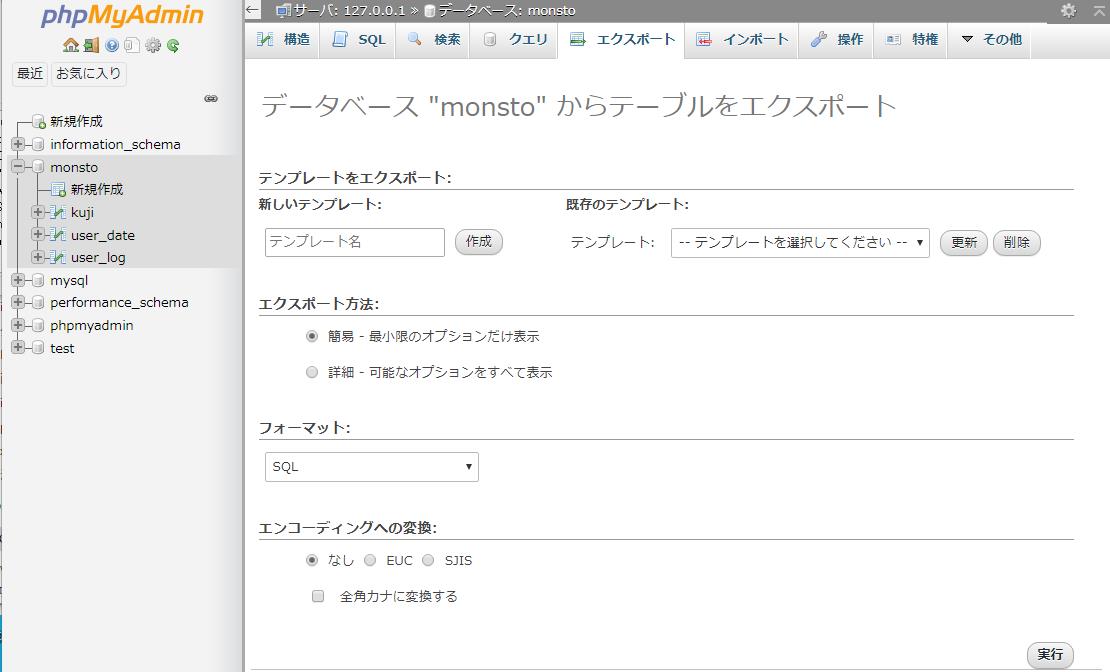 phpMyAdmin
最近 お気に入り
新規作成
information_schema
monsto
新規作成
kuji
user_date
user_log
mysql
performance_schema
phpmyadmin
test
サーバ: 127.0.0.1 » データベース: monsto
構造 SQL 検索 クエリ エクスポート インポート 操作 特権 その他
データベース "monsto" からテーブルをエクスポート
テンプレートをエクスポート:
新しいテンプレート: 既存のテンプレート:
テンプレート名 作成 テンプレート: -- テンプレートを選択してください -- 更新 削除
エクスポート方法:
簡易 - 最小限のオプションだけ表示
詳細 - 可能なオプションをすべて表示
フォーマット:
SQL
エンコーディングへの変換:
なし EUC SJIS
全角カナに変換する
実行